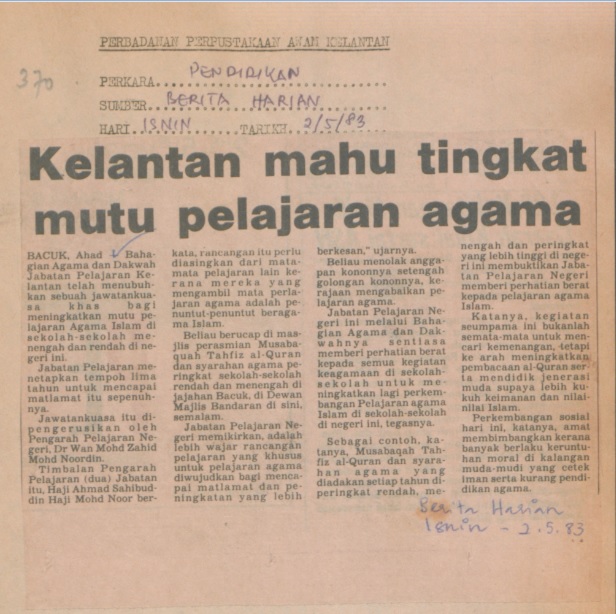 PERBADANAN PERPUSTAKAAN AWAM KELANTAN
370
PERKARA PENDIDIKAN
SUMBER BERITA HARIAN
HARI ISNIN TARIKH 2/5/83
Kelantan mahu tingkat
mutu pelajaran agama
BACUK, Ahad — Baha-
gian Agama dan Dakwah
Jabatan Pelajaran Ke-
lantan telah menubuh-
kan sebuah jawatankua-
sa khas bagi
meningkatkan mutu pe-
lajaran Agama Islam di
sekolah-sekolah me-
nengah dan rendah di ne-
geri ini.
Jabatan Pelajaran me-
netapkan tempoh lima
tahun untuk mencapai
matlamat itu sepenuh-
nya.
Jawatankuasa itu di-
pengerusikan oleh
Pengarah Pelajaran Ne-
geri, Dr Wan Mohd Zahid
Mohd Noordin.
Timbalan Pengarah
Pelajaran (dua) Jabatan
itu, Haji Ahmad Sahibud-
din Haji Mohd Noor ber-
kata, rancangan itu perlu
diasingkan dari mata-
mata pelajaran lain ke-
rana mereka yang
mengambil mata perla-
jaran agama adalah pe-
nuntut-penuntut beraga-
ma Islam.
Beliau berucap di mas-
jlis perasmian Musaba-
quah Tahfiz al-Quran
dan syarahan agama pe-
ringkat sekolah-sekolah
rendah dan menengah di
jajahan Bacuk, di Dewan
Majlis Bandaran di sini,
semalam.
Jabatan Pelajaran Ne-
geri memikirkan, adalah
lebih wajar rancangan
pelajaran yang khusus
untuk pelajaran agama
diwujudkan bagi menca-
pai matlamat dan pe-
ningkatan yang lebih
berkesan," ujarnya.
Beliau menolak angga-
pan kononnya setengah
golongan kononnya, ke-
rajaan mengabaikan pe-
lajaran agama.
Jabatan Pelajaran Ne-
geri ini melalui Baha-
gian Agama dan Dak-
wahnya sentiasa
memberi perhatian berat
kepada semua kegiatan
keagamaan di sekolah-
sekolah untuk me-
ningkatkan lagi perkem-
bangan Pelajaran agama
Islam di sekolah-sekolah
di negeri ini, tegasnya.
Sebagai contoh, ka-
tanya, Musabaqah Tah-
fiz al-Quran dan syara-
han agama yang
diadakan setiap tahun di-
peringkat rendah, me-
nengah dan peringkat
yang lebih tinggi di nege-
ri ini membuktikan Jaba-
tan Pelajaran Negeri
memberi perhatian berat
kepada pelajaran agama
Islam.
Katanya, kegiatan
seumpama ini bukanlah
semata-mata untuk men-
cari kemenangan, tetapi
ke arah meningkatkan
pembacaan al-Quran ser-
ta mendidik jenerasi
muda supaya lebih ku-
kuh keimanan dan nilai-
nilai Islam.
Perkembangan sosial
hari ini, katanya, amat
membimbangkan kerana
banyak berlaku keruntu-
han moral di kalangan
muda-mudi yang cetek
iman serta kurang pendi-
dikan agama.
Berita Harian
Isnin - 2.5.83